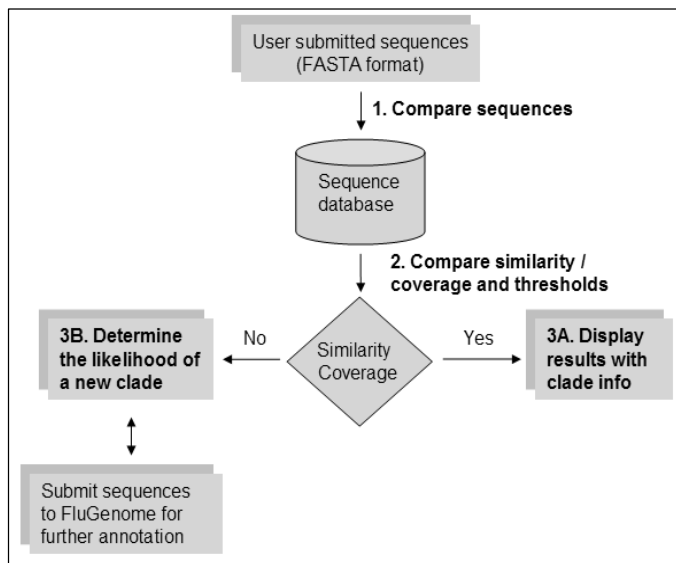 User submitted sequences
(FASTA format)
1. Compare sequences
Sequence
database
2. Compare similarity /
coverage and thresholds
3B. Determine
the likelihood of
a new clade
No
Similarity
Coverage
Yes
3A. Display
results with
clade info
Submit sequences
to FluGenome for
further annotation